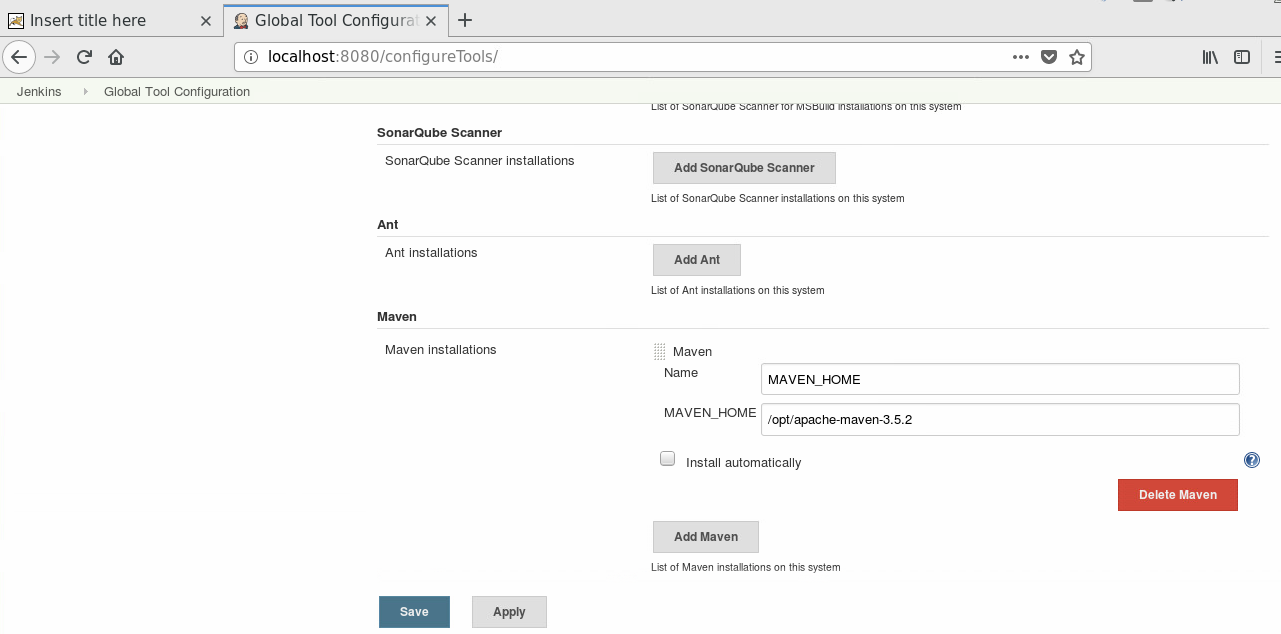 Insert title here
Global Tool Configurat
localhost:8080/configureTools/
Jenkins
Global Tool Configuration
List of SonarQube Scanner for MSBuild installations on this system
SonarQube Scanner
SonarQube Scanner installations
Add SonarQube Scanner
List of SonarQube Scanner installations on this system
Ant
Ant installations
Add Ant
List of Ant installations on this system
Maven
Maven installations
Maven
Name
MAVEN_HOME
MAVEN_HOME
/opt/apache-maven-3.5.2
Install automatically
Delete Maven
Add Maven
List of Maven installations on this system
Save
Apply